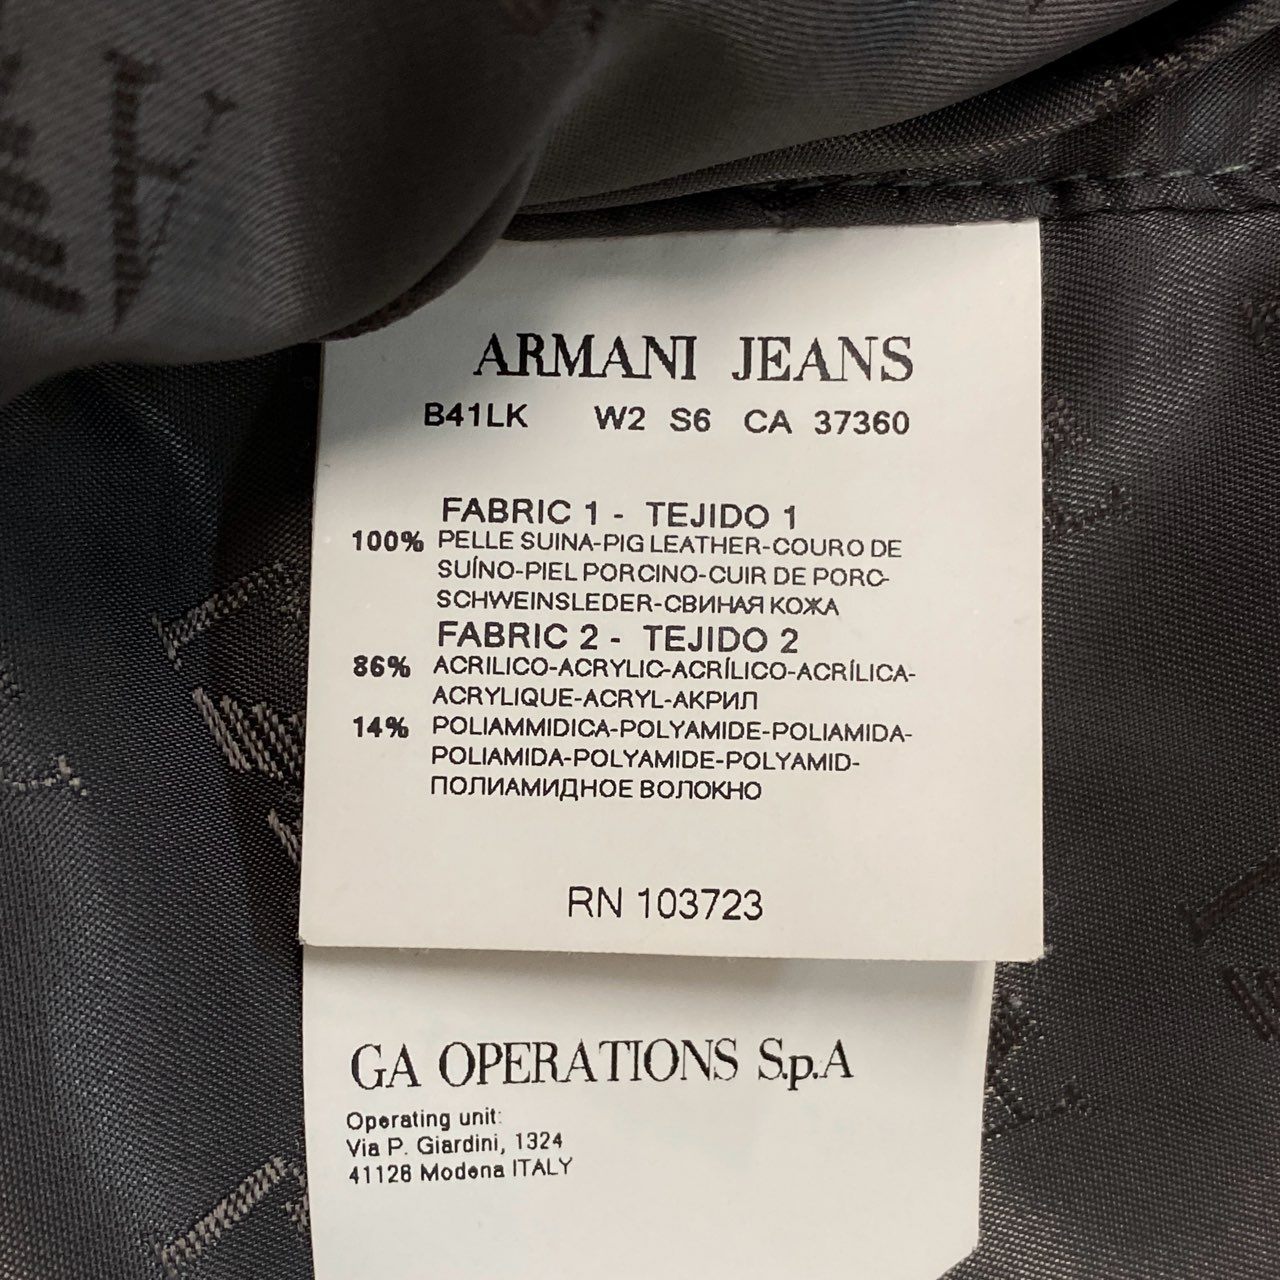 ARMANI JEANS
B41LK W2 S6 CA 37360
FABRIC 1 - TEJIDO 1
100% PELLE SUINA-PIG LEATHER-COURO DE
SUÍNO-PIEL PORCINO-CUIR DE PORC-
SCHWEINSLEDER-СВИНАЯ КОЖА
FABRIC 2 - TEJIDO 2
86% ACRILICO-ACRYLIC-ACRÍLICO-ACRÍLICA-
ACRYLIQUE-ACRYL-АКРИЛ
14% POLIAMMIDICA-POLYAMIDE-POLIAMIDA-
POLIAMIDA-POLYAMIDE-POLYAMID-
ПОЛИАМИДНОЕ ВОЛОКНО
RN 103723
GA OPERATIONS S.p.A
Operating unit:
Via P. Giardini, 1324
41126 Modena ITALY